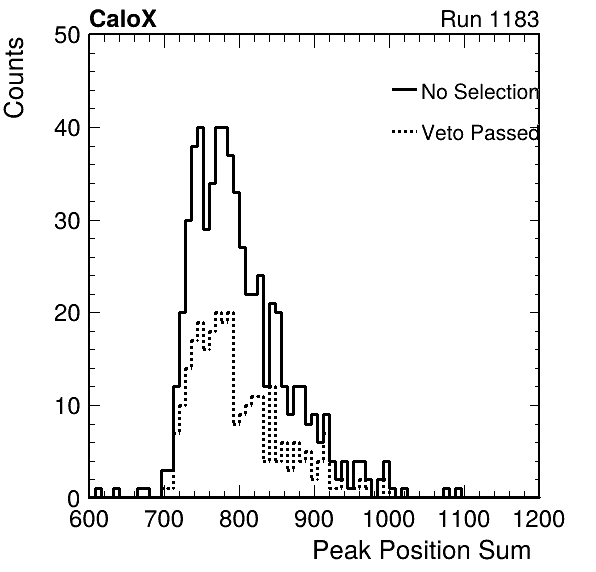 CaloX Run 1183
Counts
50
40
30
20
10
0
No Selection
Veto Passed
600 700 800 900 1000 1100 1200
Peak Position Sum